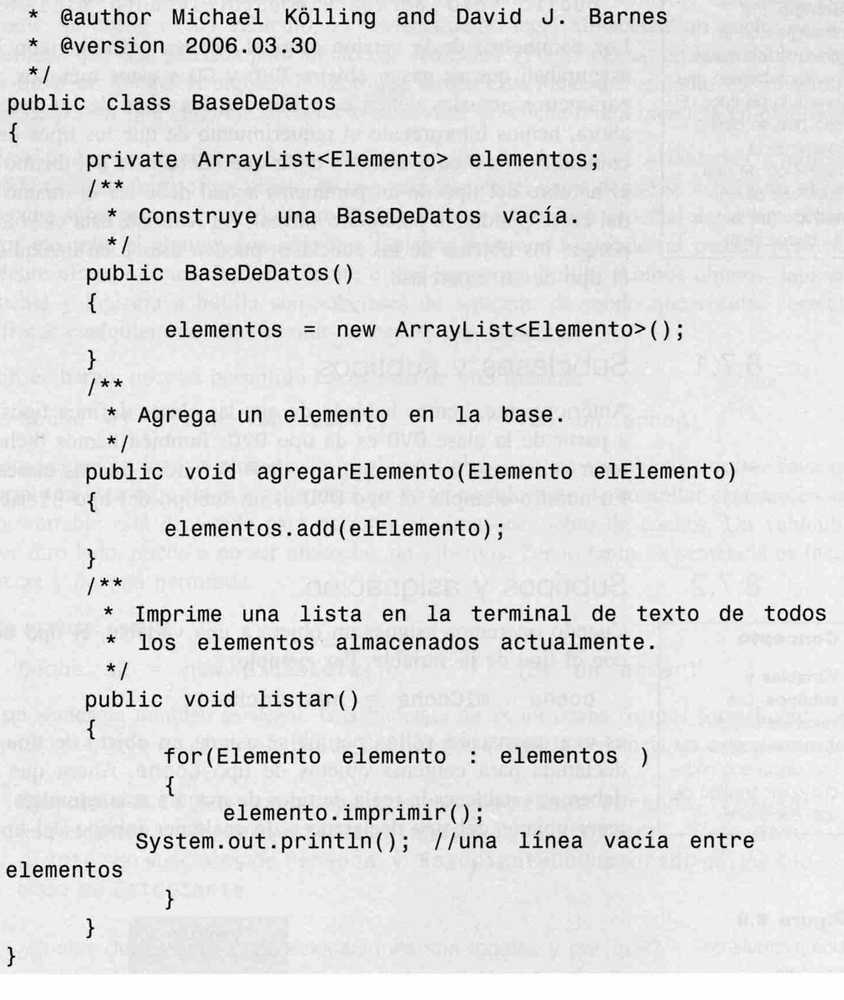 * @author Michael Kölling and David J. Barnes
* @version 2006.03.30
*/
public class BaseDeDatos
{
private ArrayList<Elemento> elementos;
/**
* Construye una BaseDeDatos vacía.
*/
public BaseDeDatos()
{
elementos = new ArrayList<Elemento>();
}
/**
* Agrega un elemento en la base.
*/
public void agregarElemento(Elemento elElemento)
{
elementos.add(elElemento);
}
/**
* Imprime una lista en la terminal de texto de todos
* los elementos almacenados actualmente.
*/
public void listar()
{
for(Elemento elemento : elementos )
{
elemento.imprimir();
System.out.println(); //una línea vacía entre
elementos
}
}
}